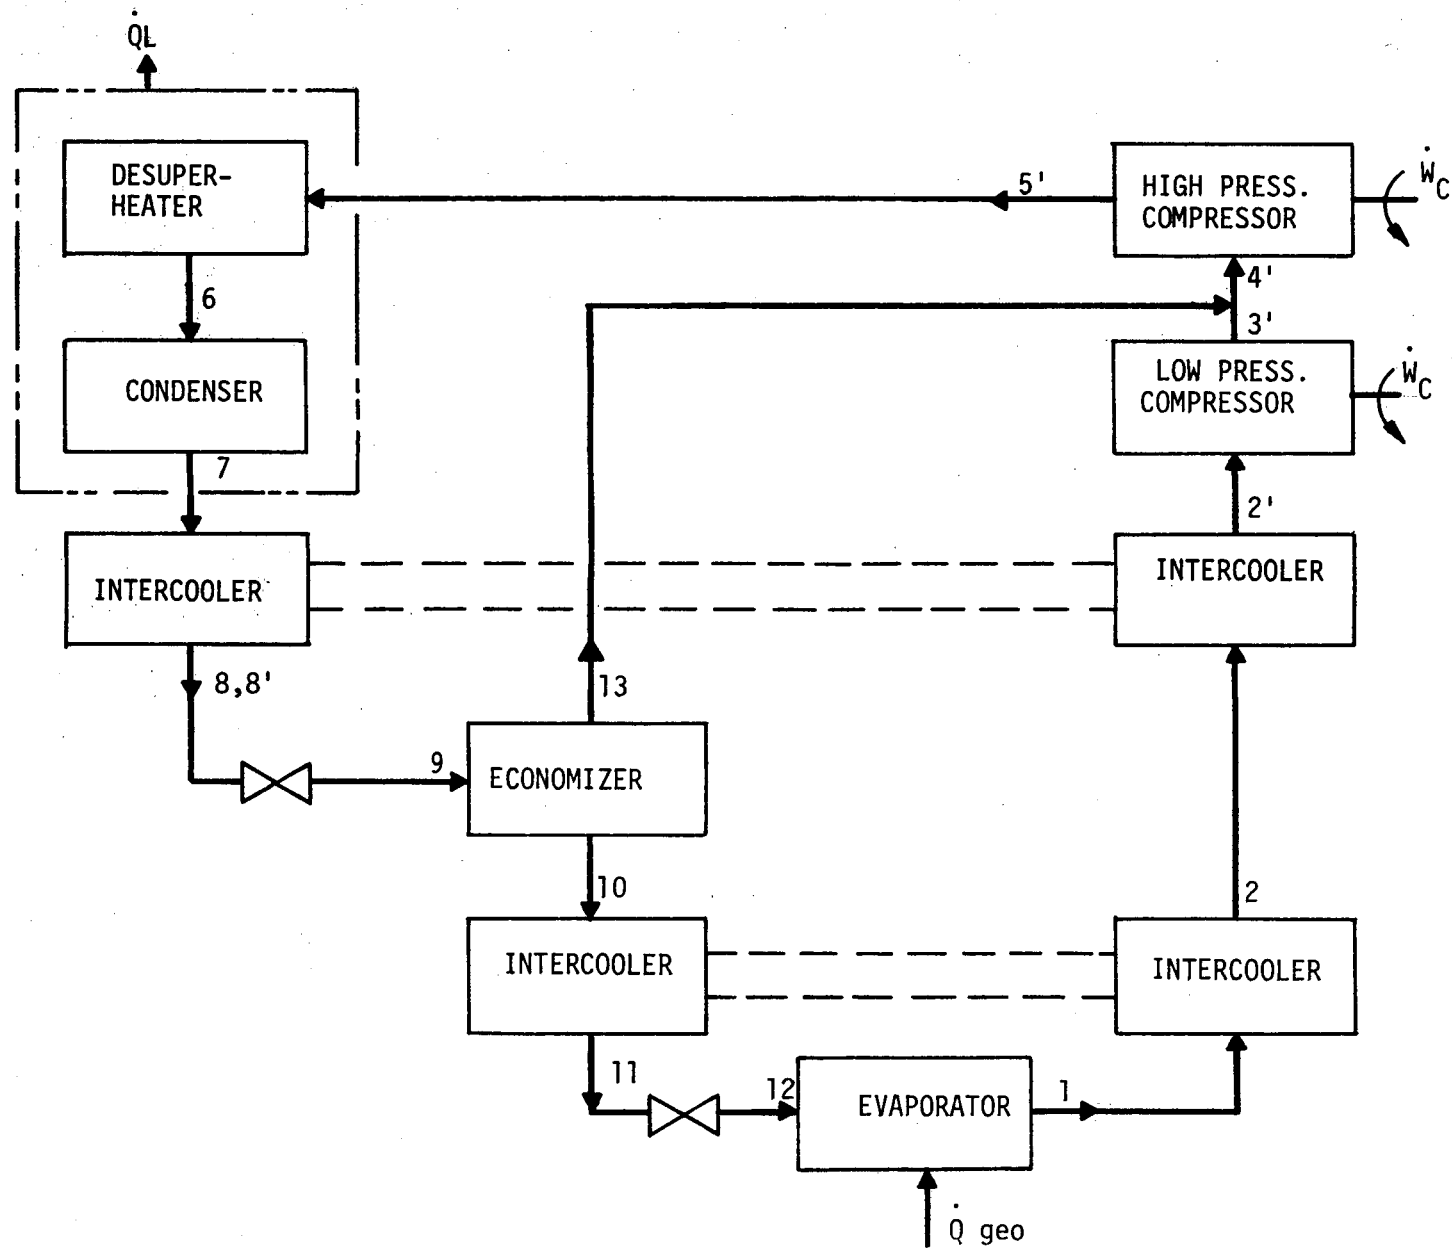 Q̇L
DESUPER-
HEATER
5'
HIGH PRESS.
COMPRESSOR
ẆC
4'
6
3'
CONDENSER
LOW PRESS.
COMPRESSOR
ẆC
7
2'
INTERCOOLER
INTERCOOLER
8,8'
13
9
ECONOMIZER
10
2
INTERCOOLER
INTERCOOLER
11
12
EVAPORATOR
1
Q̇ geo